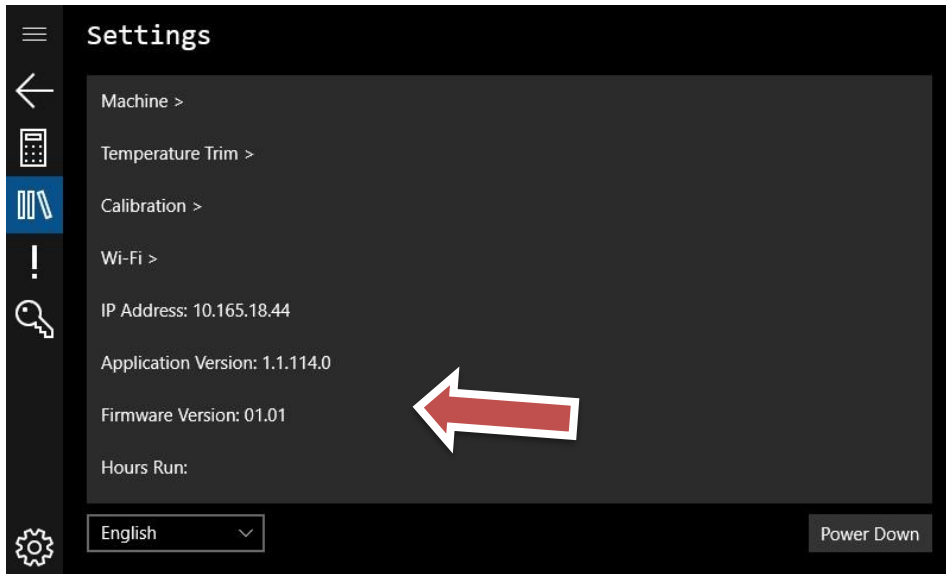 Settings
Machine >
Temperature Trim >
Calibration >
Wi-Fi >
IP Address: 10.165.18.44
Application Version: 1.1.114.0
Firmware Version: 01.01
Hours Run:
English
Power Down